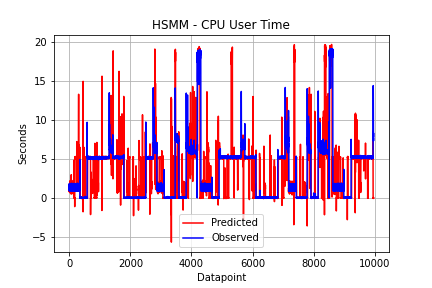 HSMM - CPU User Time
20
15
10
5
0
−5
Seconds
Predicted
Observed
0
2000
4000
6000
8000
10000
Datapoint